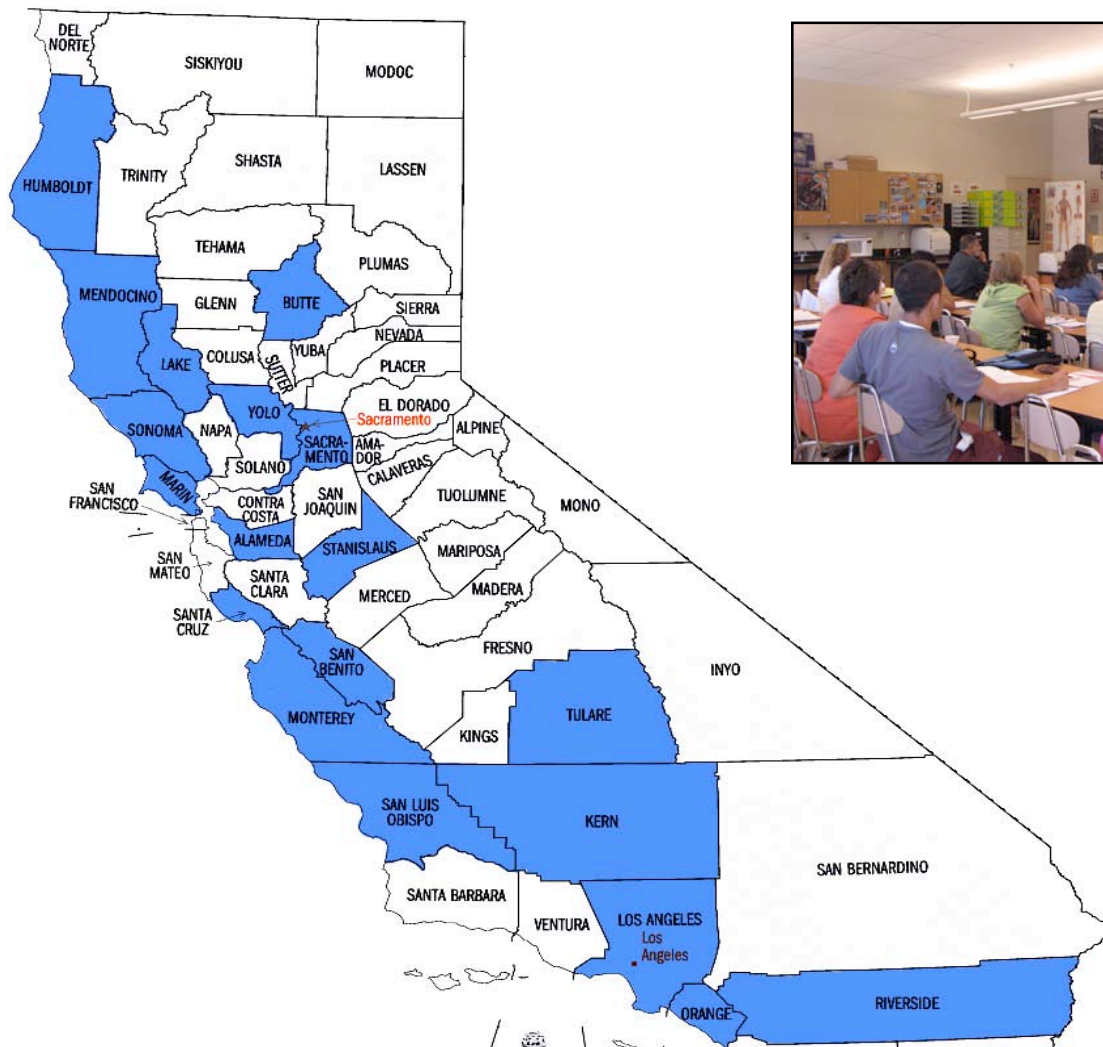 DEL
NORTE
SISKIYOU
MODOC
HUMBOLDT
TRINITY
SHASTA
LASSEN
TEHAMA
PLUMAS
MENDOCINO
GLENN
BUTTE
SIERRA
NEVADA
YUBA
COLUSA
SUTTER
LAKE
PLACER
EL DORADO
YOLO
Sacramento
SONOMA
NAPA
SACRA-
MENTO
AMA-
DOR
ALPINE
SOLANO
CALAVERAS
MARIN
SAN
FRANCISCO
CONTRA
COSTA
SAN
JOAQUIN
TUOLUMNE
MONO
ALAMEDA
STANISLAUS
MARIPOSA
SAN
MATEO
SANTA
CLARA
MERCED
MADERA
SANTA
CRUZ
SAN
BENITO
FRESNO
INYO
MONTEREY
KINGS
TULARE
SAN LUIS
OBISPO
KERN
SAN BERNARDINO
SANTA BARBARA
VENTURA
LOS ANGELES
Los
Angeles
ORANGE
RIVERSIDE